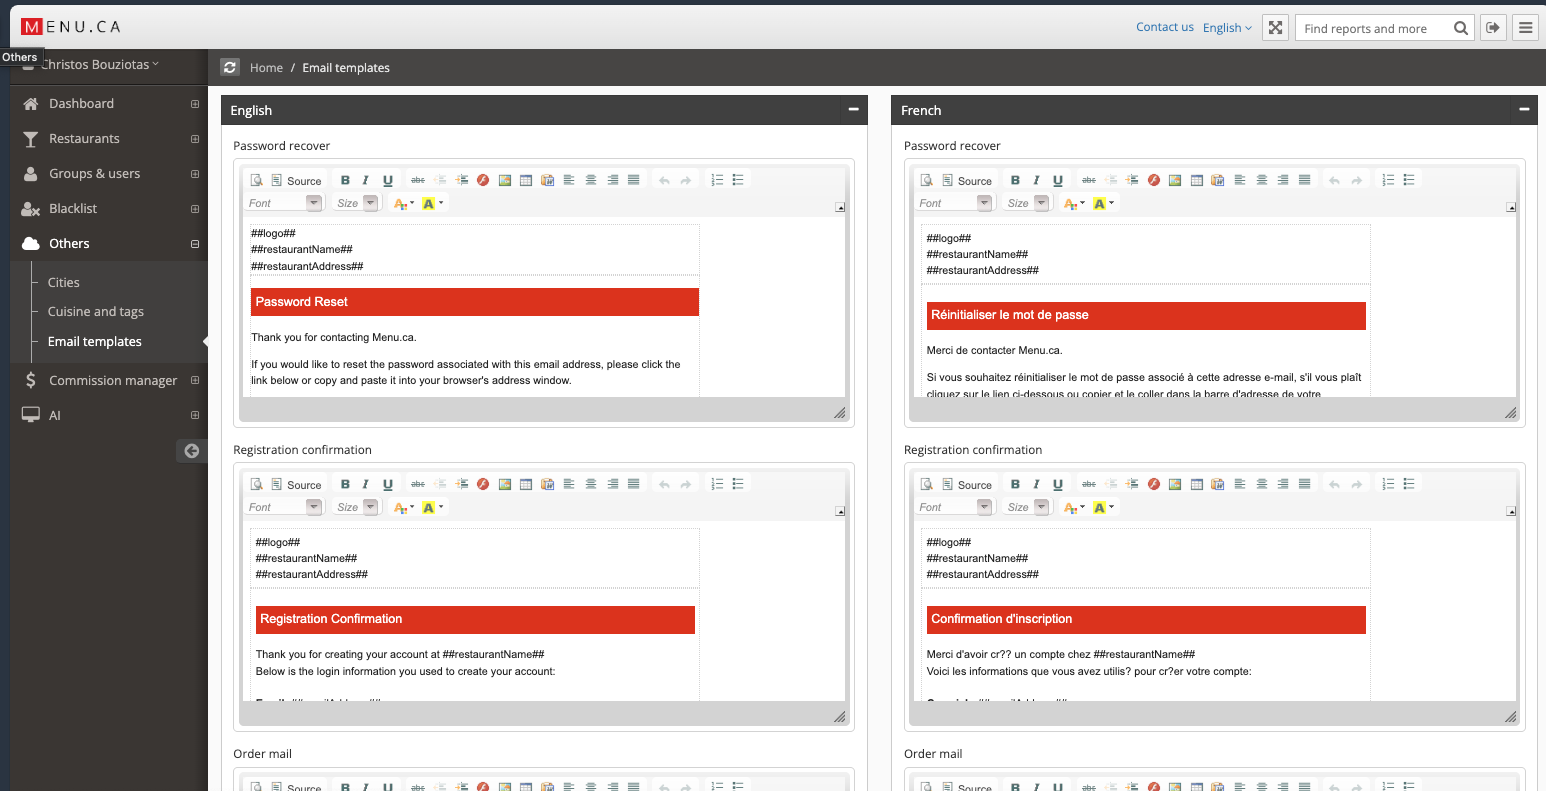 MENU.CA
Contact us
English
Find reports and more
Others
Christos Bouziotas
Home / Email templates
Dashboard
Restaurants
Groups & users
Blacklist
Others
Cities
Cuisine and tags
Email templates
Commission manager
AI
English
Password recover
Source
B I U abc
Font
Size
A
A
##logo##
##restaurantName##
##restaurantAddress##
Password Reset
Thank you for contacting Menu.ca.
If you would like to reset the password associated with this email address, please click the
link below or copy and paste it into your browser's address window.
Registration confirmation
Source
B I U abc
Font
Size
A
A
##logo##
##restaurantName##
##restaurantAddress##
Registration Confirmation
Thank you for creating your account at ##restaurantName##
Below is the login information you used to create your account:
Order mail
Source
B I U abc
French
Password recover
Source
B I U abc
Font
Size
A
A
##logo##
##restaurantName##
##restaurantAddress##
Réinitialiser le mot de passe
Merci de contacter Menu.ca.
Si vous souhaitez réinitialiser le mot de passe associé à cette adresse e-mail, s'il vous plaît
cliquez sur le lien ci-dessous ou copier et le coller dans la barre d'adresse de votre
Registration confirmation
Source
B I U abc
Font
Size
A
A
##logo##
##restaurantName##
##restaurantAddress##
Confirmation d'inscription
Merci d'avoir cr?? un compte chez ##restaurantName##
Voici les informations que vous avez utilis? pour cr?er votre compte:
Order mail
Source
B I U abc